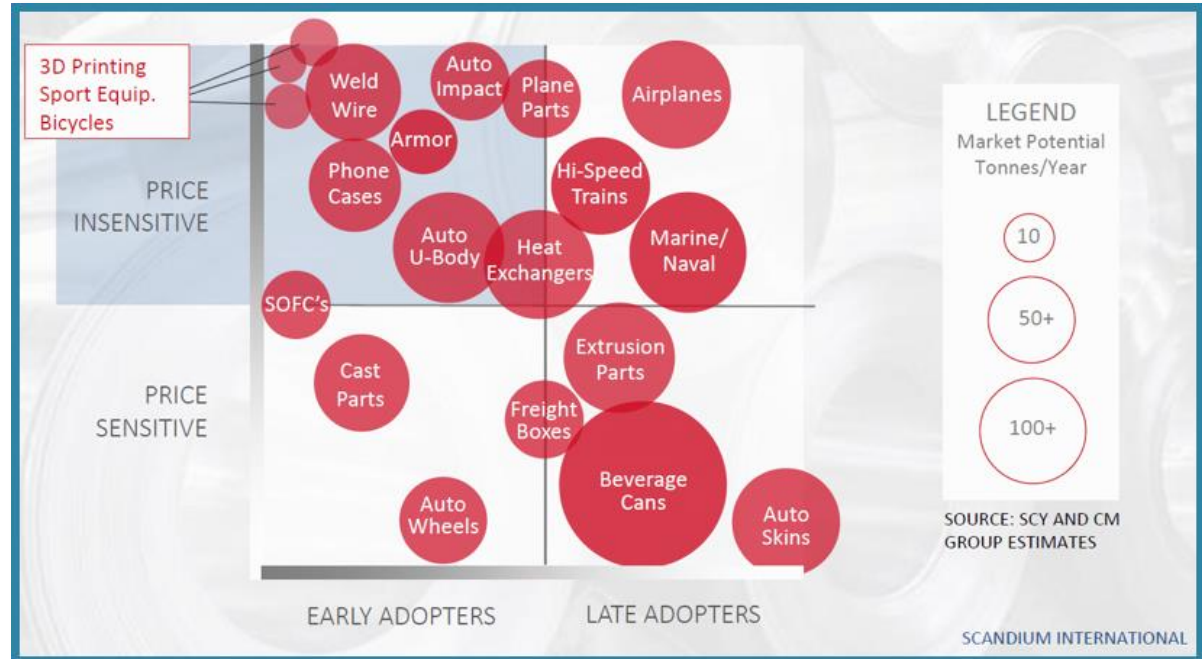 3D Printing
Sport Equip.
Bicycles
Weld
Wire
Auto
Impact
Plane
Parts
Airplanes
Armor
Phone
Cases
Hi-Speed
Trains
Auto
U-Body
Heat
Exchangers
Marine/
Naval
PRICE
INSENSITIVE
SOFC's
Cast
Parts
Extrusion
Parts
Freight
Boxes
Beverage
Cans
Auto
Wheels
Auto
Skins
PRICE
SENSITIVE
EARLY ADOPTERS
LATE ADOPTERS
LEGEND
Market Potential
Tonnes/Year
10
50+
100+
SOURCE: SCY AND CM
GROUP ESTIMATES
SCANDIUM INTERNATIONAL